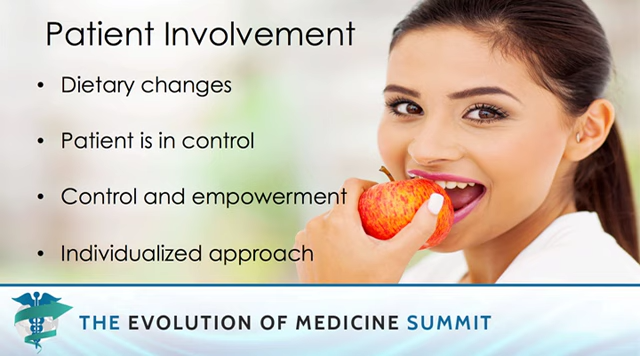 Patient Involvement
• Dietary changes
• Patient is in control
• Control and empowerment
• Individualized approach
THE EVOLUTION OF MEDICINE SUMMIT